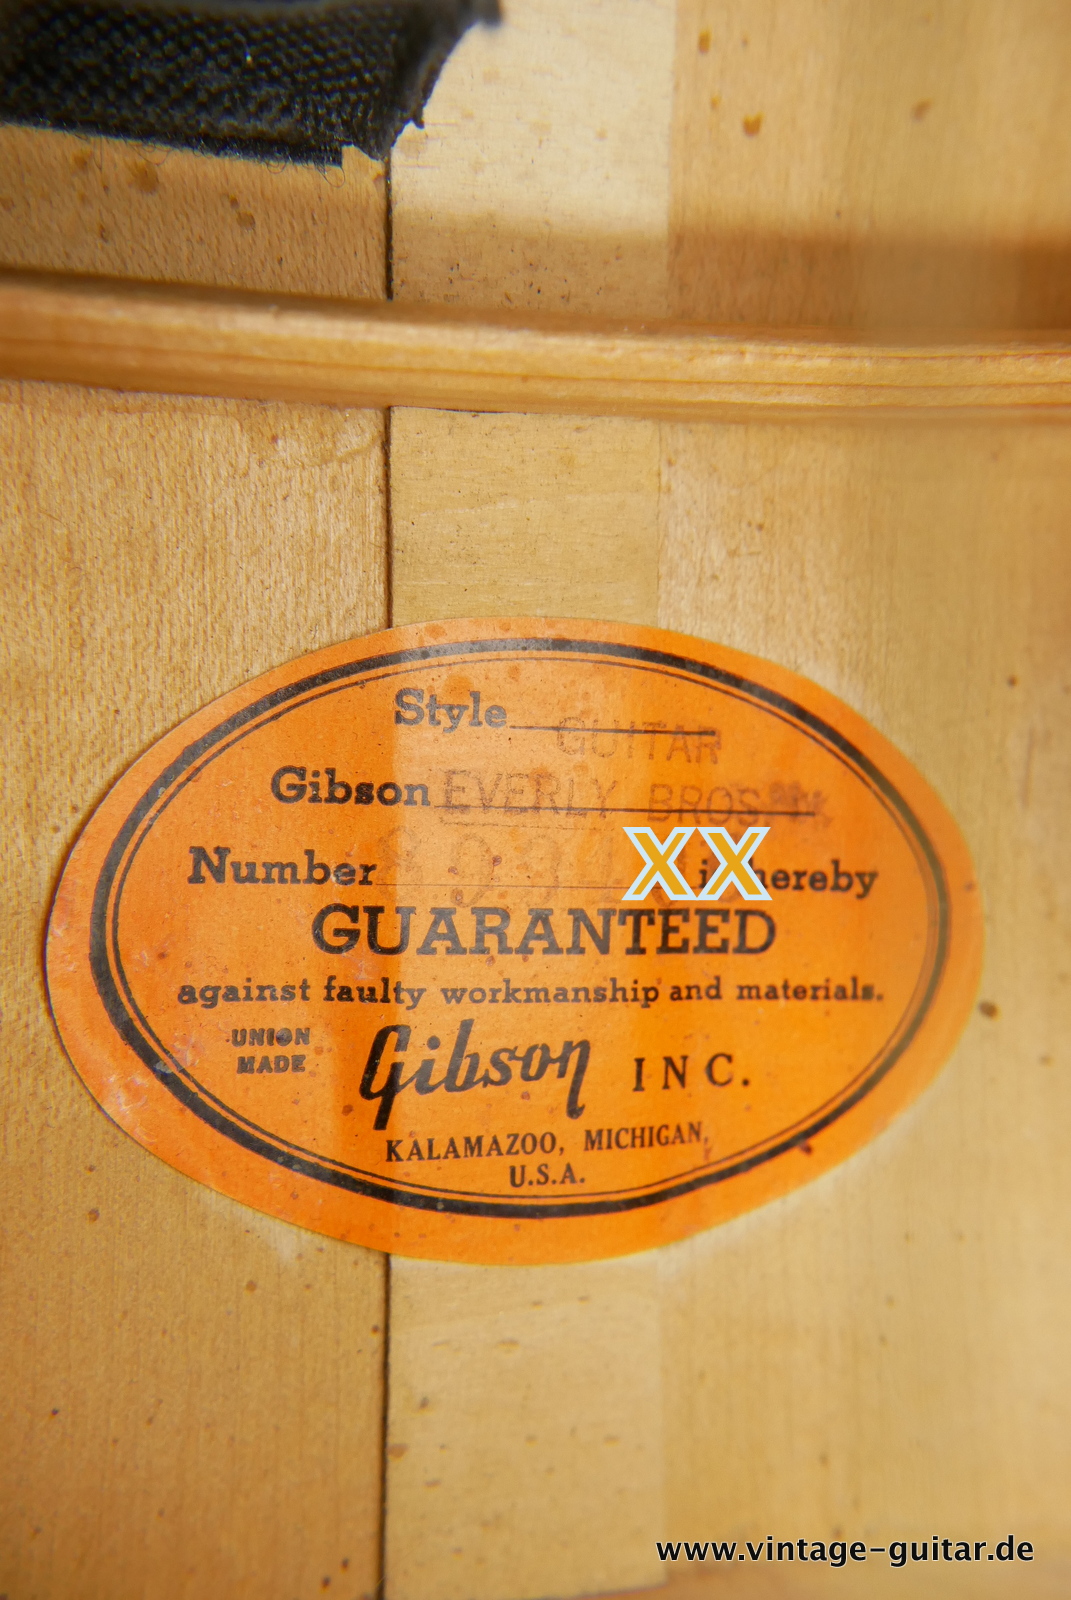 Style GUITAR
Gibson EVERLY BROS.
Number XX is hereby
GUARANTEED
against faulty workmanship and materials.
UNION
MADE
Gibson INC.
KALAMAZOO, MICHIGAN,
U.S.A.
www.vintage-guitar.de